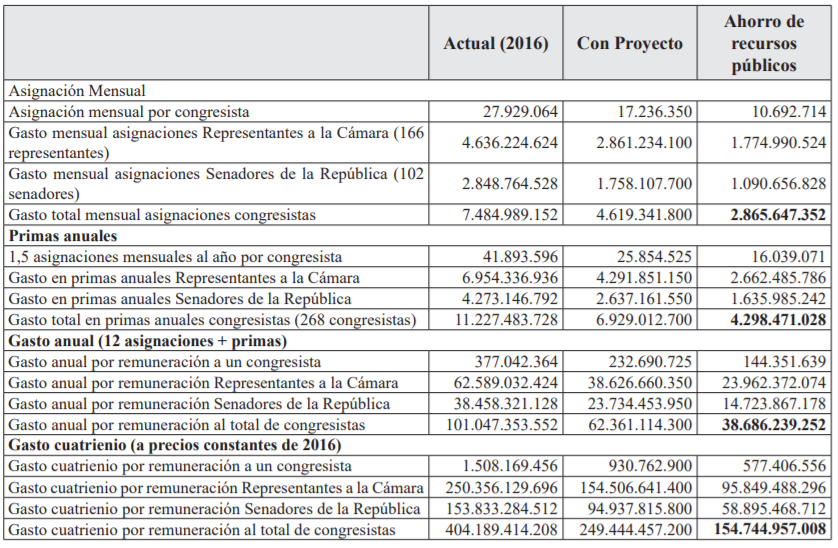 Actual (2016) Con Proyecto Ahorro de
recursos
públicos
Asignación Mensual
Asignación mensual por congresista 27.929.064 17.236.350 10.692.714
Gasto mensual asignaciones Representantes a la Cámara (166
representantes) 4.636.224.624 2.861.234.100 1.774.990.524
Gasto mensual asignaciones Senadores de la República (102
senadores) 2.848.764.528 1.758.107.700 1.090.656.828
Gasto total mensual asignaciones congresistas 7.484.989.152 4.619.341.800 2.865.647.352
Primas anuales
1,5 asignaciones mensuales al año por congresista 41.893.596 25.854.525 16.039.071
Gasto en primas anuales Representantes a la Cámara 6.954.336.936 4.291.851.150 2.662.485.786
Gasto en primas anuales Senadores de la República 4.273.146.792 2.637.161.550 1.635.985.242
Gasto total en primas anuales congresistas (268 congresistas) 11.227.483.728 6.929.012.700 4.298.471.028
Gasto anual (12 asignaciones + primas)
Gasto anual por remuneración a un congresista 377.042.364 232.690.725 144.351.639
Gasto anual por remuneración Representantes a la Cámara 62.589.032.424 38.626.660.350 23.962.372.074
Gasto anual por remuneración Senadores de la República 38.458.321.128 23.734.453.950 14.723.867.178
Gasto anual por remuneración al total de congresistas 101.047.353.552 62.361.114.300 38.686.239.252
Gasto cuatrienio (a precios constantes de 2016)
Gasto cuatrienio por remuneración a un congresista 1.508.169.456 930.762.900 577.406.556
Gasto cuatrienio por remuneración Representantes a la Cámara 250.356.129.696 154.506.641.400 95.849.488.296
Gasto cuatrienio por remuneración Senadores de la República 153.833.284.512 94.937.815.800 58.895.468.712
Gasto cuatrienio por remuneración al total de congresistas 404.189.414.208 249.444.457.200 154.744.957.008